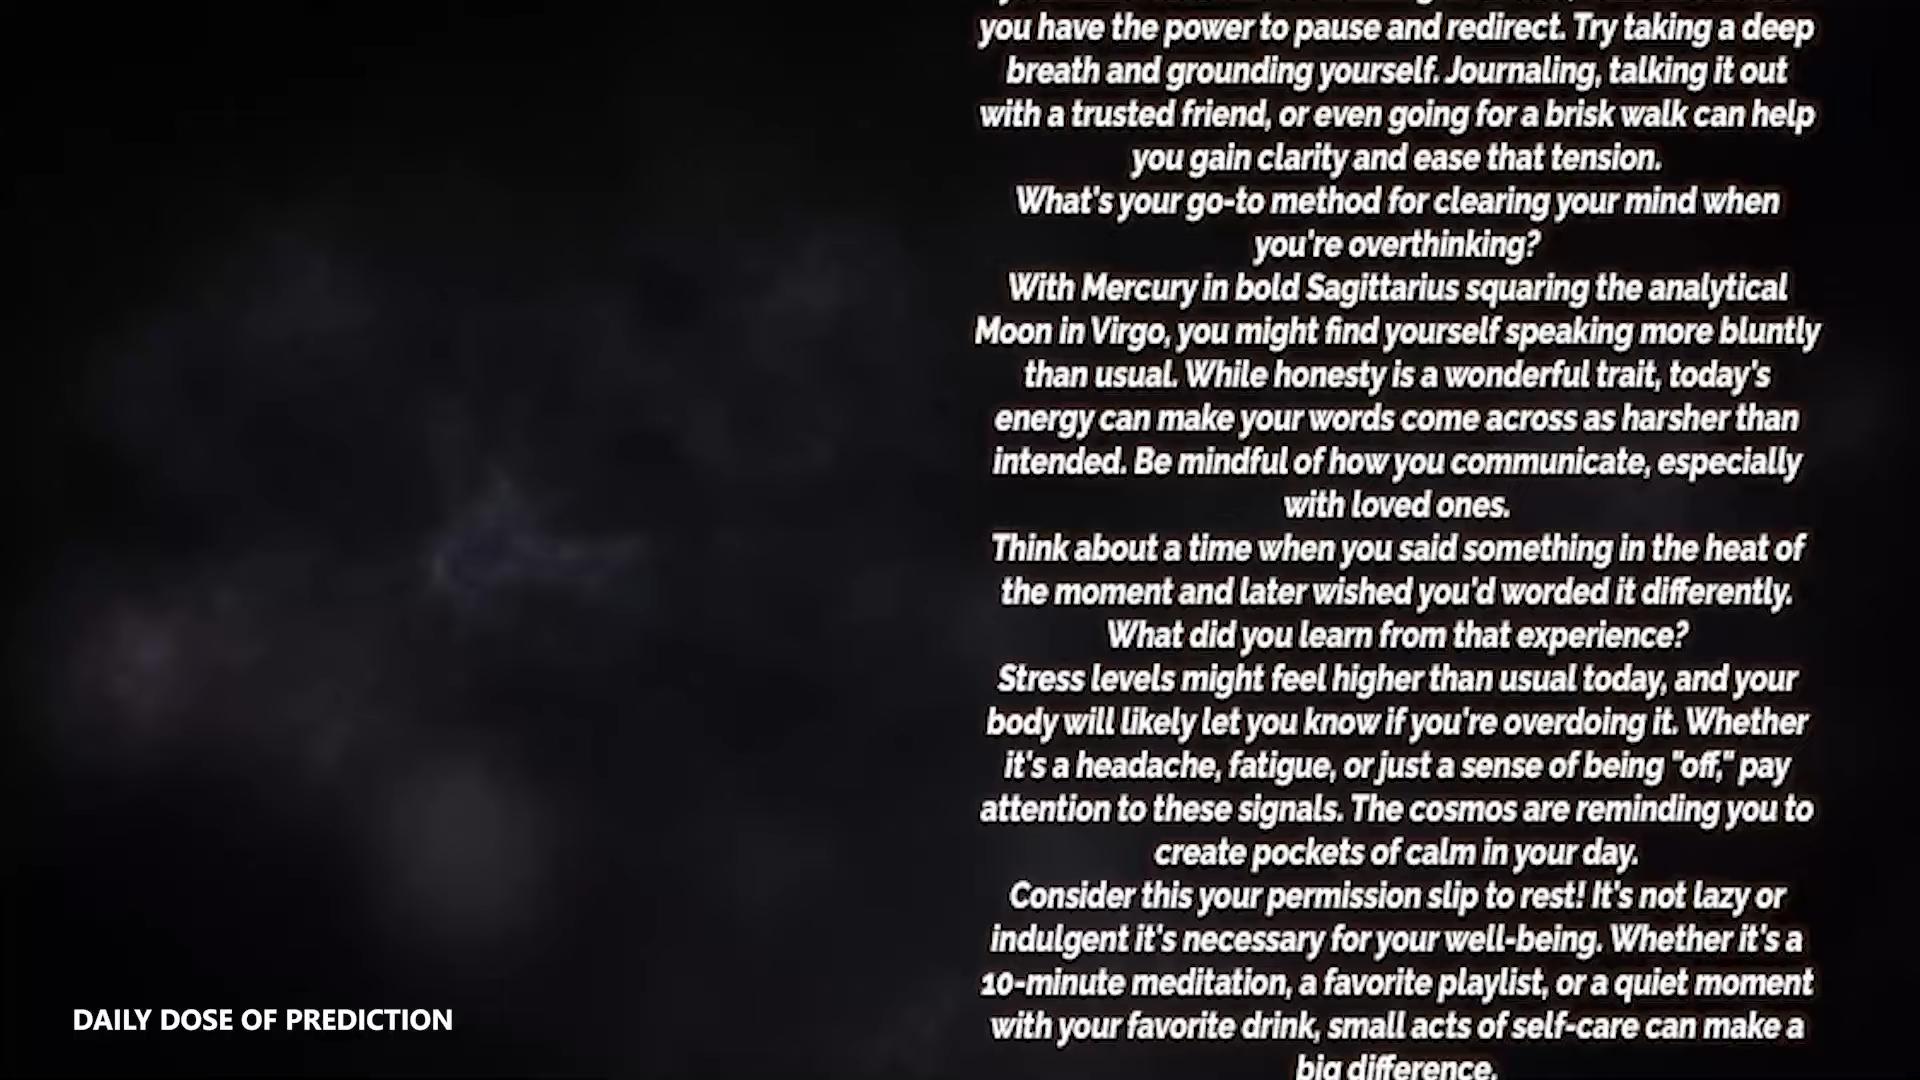 you have the power to pause and redirect. Try taking a deep
breath and grounding yourself. Journaling, talking it out
with a trusted friend, or even going for a brisk walk can help
you gain clarity and ease that tension.
What's your go-to method for clearing your mind when
you're overthinking?
With Mercury in bold Sagittarius squaring the analytical
Moon in Virgo, you might find yourself speaking more bluntly
than usual. While honesty is a wonderful trait, today's
energy can make your words come across as harsher than
intended. Be mindful of how you communicate, especially
with loved ones.
Think about a time when you said something in the heat of
the moment and later wished you'd worded it differently.
What did you learn from that experience?
Stress levels might feel higher than usual today, and your
body will likely let you know if you're overdoing it. Whether
it's a headache, fatigue, or just a sense of being "off," pay
attention to these signals. The cosmos are reminding you to
create pockets of calm in your day.
Consider this your permission slip to rest! It's not lazy or
indulgent it's necessary for your well-being. Whether it's a
10-minute meditation, a favorite playlist, or a quiet moment
with your favorite drink, small acts of self-care can make a
big difference.
DAILY DOSE OF PREDICTION